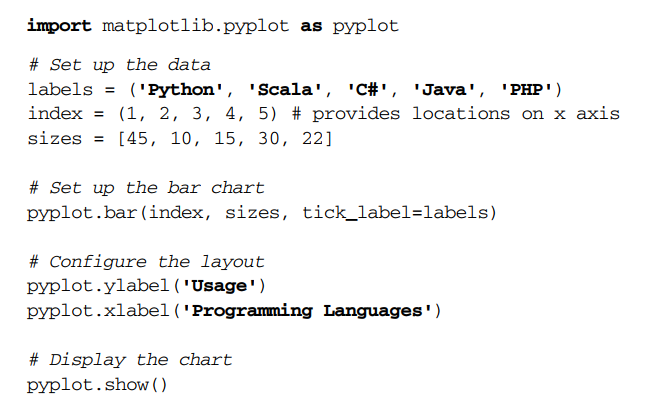 import matplotlib.pyplot as pyplot
# Set up the data
labels = ('Python', 'Scala', 'C#', 'Java', 'PHP')
index = (1, 2, 3, 4, 5) # provides locations on x axis
sizes = [45, 10, 15, 30, 22]
# Set up the bar chart
pyplot.bar(index, sizes, tick_label=labels)
# Configure the layout
pyplot.ylabel('Usage')
pyplot.xlabel('Programming Languages')
# Display the chart
pyplot.show()